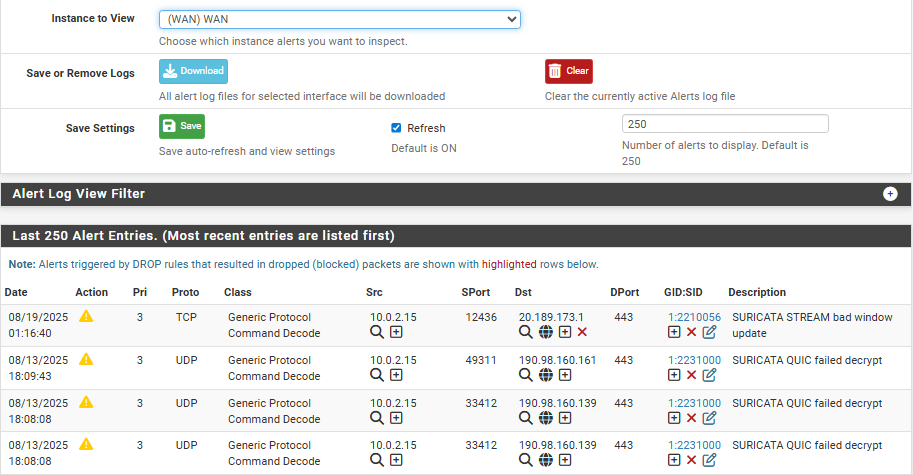 Instance to View (WAN) WAN
Choose which instance alerts you want to inspect.
Save or Remove Logs Download Clear
All alert log files for selected interface will be downloaded Clear the currently active Alerts log file
Save Settings Save Refresh 250
Save auto-refresh and view settings Default is ON Number of alerts to display. Default is
250
Alert Log View Filter
Last 250 Alert Entries. (Most recent entries are listed first)
Note: Alerts triggered by DROP rules that resulted in dropped (blocked) packets are shown with highlighted rows below.
Date Action Pri Proto Class Src SPort Dst DPort GID:SID Description
08/19/2025 3 TCP Generic Protocol 10.0.2.15 12436 20.189.173.1 443 1:2210056 SURICATA STREAM bad window
01:16:40 Command Decode update
08/13/2025 3 UDP Generic Protocol 10.0.2.15 49311 190.98.160.161 443 1:2231000 SURICATA QUIC failed decrypt
18:09:43 Command Decode
08/13/2025 3 UDP Generic Protocol 10.0.2.15 33412 190.98.160.139 443 1:2231000 SURICATA QUIC failed decrypt
18:08:08 Command Decode
08/13/2025 3 UDP Generic Protocol 10.0.2.15 33412 190.98.160.139 443 1:2231000 SURICATA QUIC failed decrypt
18:08:08 Command Decode